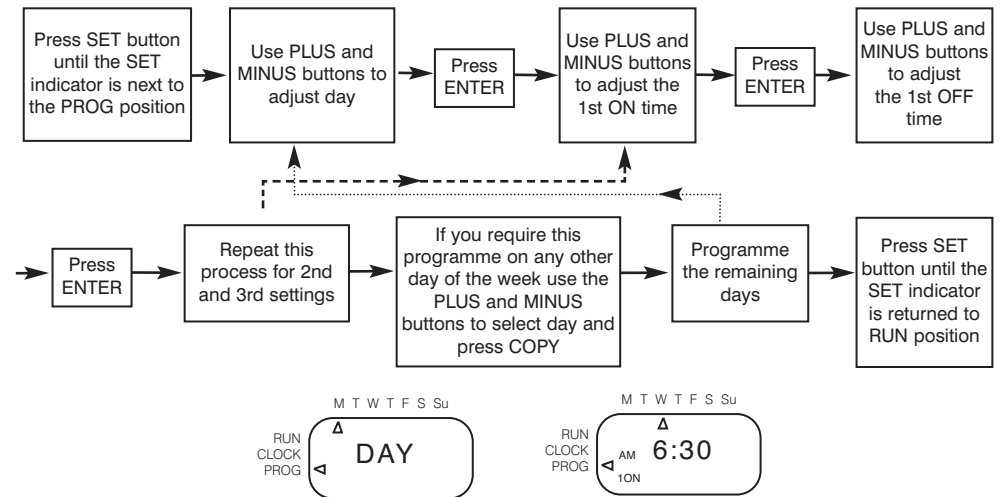 Press SET button
until the SET
indicator is next to
the PROG position
Use PLUS and
MINUS buttons to
adjust day
Press
ENTER
Use PLUS and
MINUS buttons
to adjust the
1st ON time
Press
ENTER
Use PLUS and
MINUS buttons
to adjust
the 1st OFF
time
Press
ENTER
Repeat this
process for 2nd
and 3rd settings
If you require this
programme on any other
day of the week use the
PLUS and MINUS
buttons to select day and
press COPY
Programme
the remaining
days
Press SET
button until the
SET indicator
is returned to
RUN position
M T W T F S Su
RUN
CLOCK
PROG
DAY
M T W T F S Su
RUN
CLOCK
PROG
AM 6:30
1ON